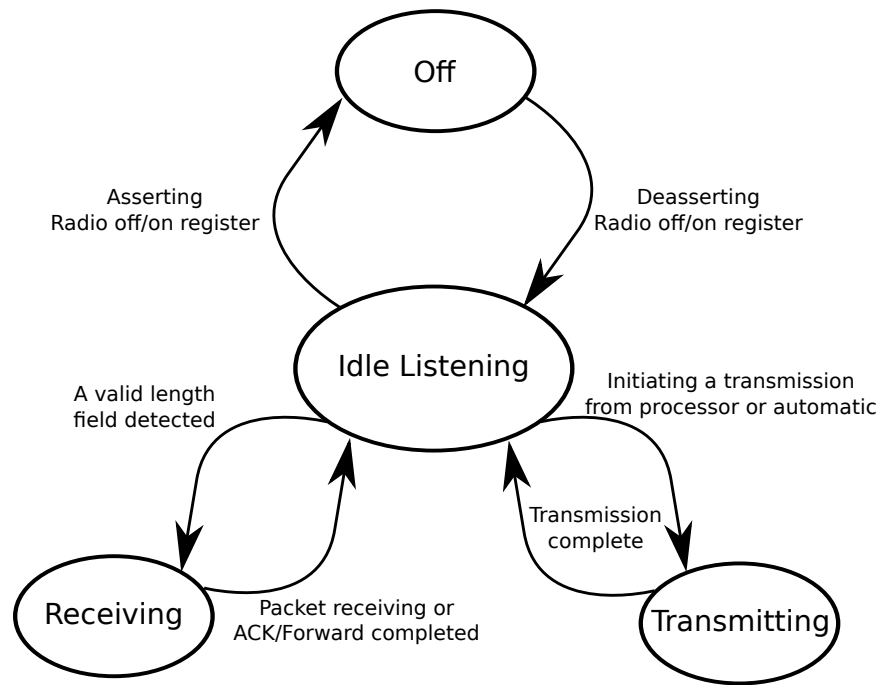 Off
Asserting
Radio off/on register
Deasserting
Radio off/on register
Idle Listening
A valid length
field detected
Initiating a transmission
from processor or automatic
Transmission
complete
Receiving
Packet receiving or
ACK/Forward completed
Transmitting